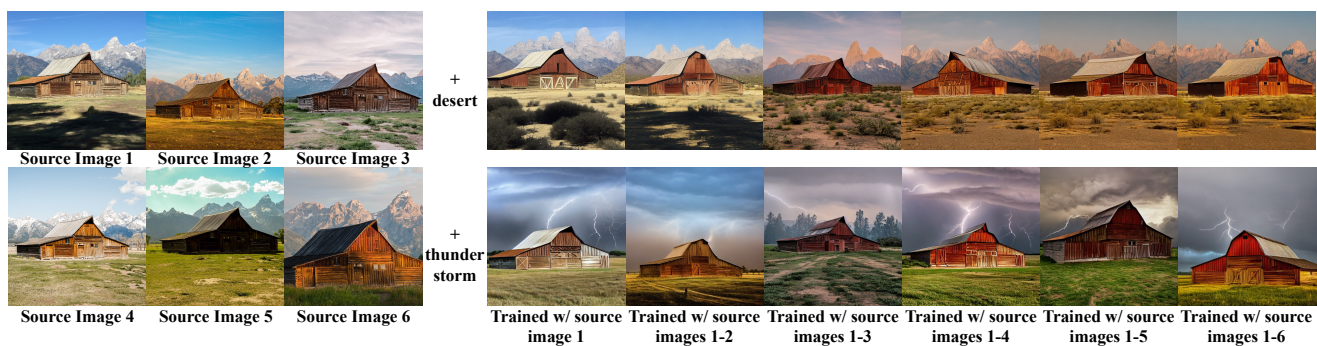 Source Image 1
Source Image 2
Source Image 3
+
desert
Source Image 4
Source Image 5
Source Image 6
+
thunder
storm
Trained w/ source
image 1
Trained w/ source
images 1-2
Trained w/ source
images 1-3
Trained w/ source
images 1-4
Trained w/ source
images 1-5
Trained w/ source
images 1-6